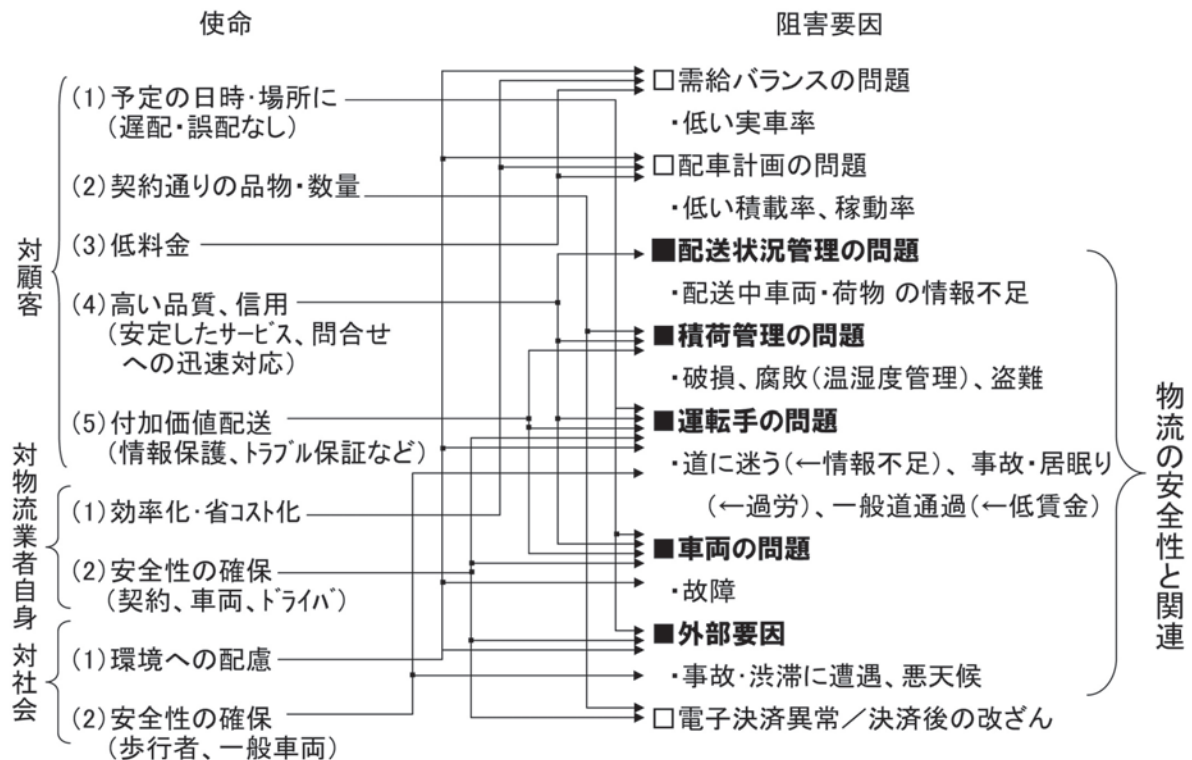 使命
対顧客
(1)予定の日時・場所に
(遅配・誤配なし)
(2)契約通りの品物・数量
(3)低料金
(4)高い品質、信用
(安定したサービス、問合せ
への迅速対応)
(5)付加価値配送
(情報保護、トラブル保証など)
対物流業者自身
(1)効率化・省コスト化
(2)安全性の確保
(契約、車両、ドライバ)
対社会
(1)環境への配慮
(2)安全性の確保
(歩行者、一般車両)
阻害要因
□需給バランスの問題
・低い実車率
□配車計画の問題
・低い積載率、稼動率
■配送状況管理の問題
・配送中車両・荷物 の情報不足
■積荷管理の問題
・破損、腐敗(温湿度管理)、盗難
■運転手の問題
・道に迷う(←情報不足)、事故・居眠り
(←過労)、一般道通過(←低賃金)
■車両の問題
・故障
■外部要因
・事故・渋滞に遭遇、悪天候
□電子決済異常/決済後の改ざん
物流の安全性と関連